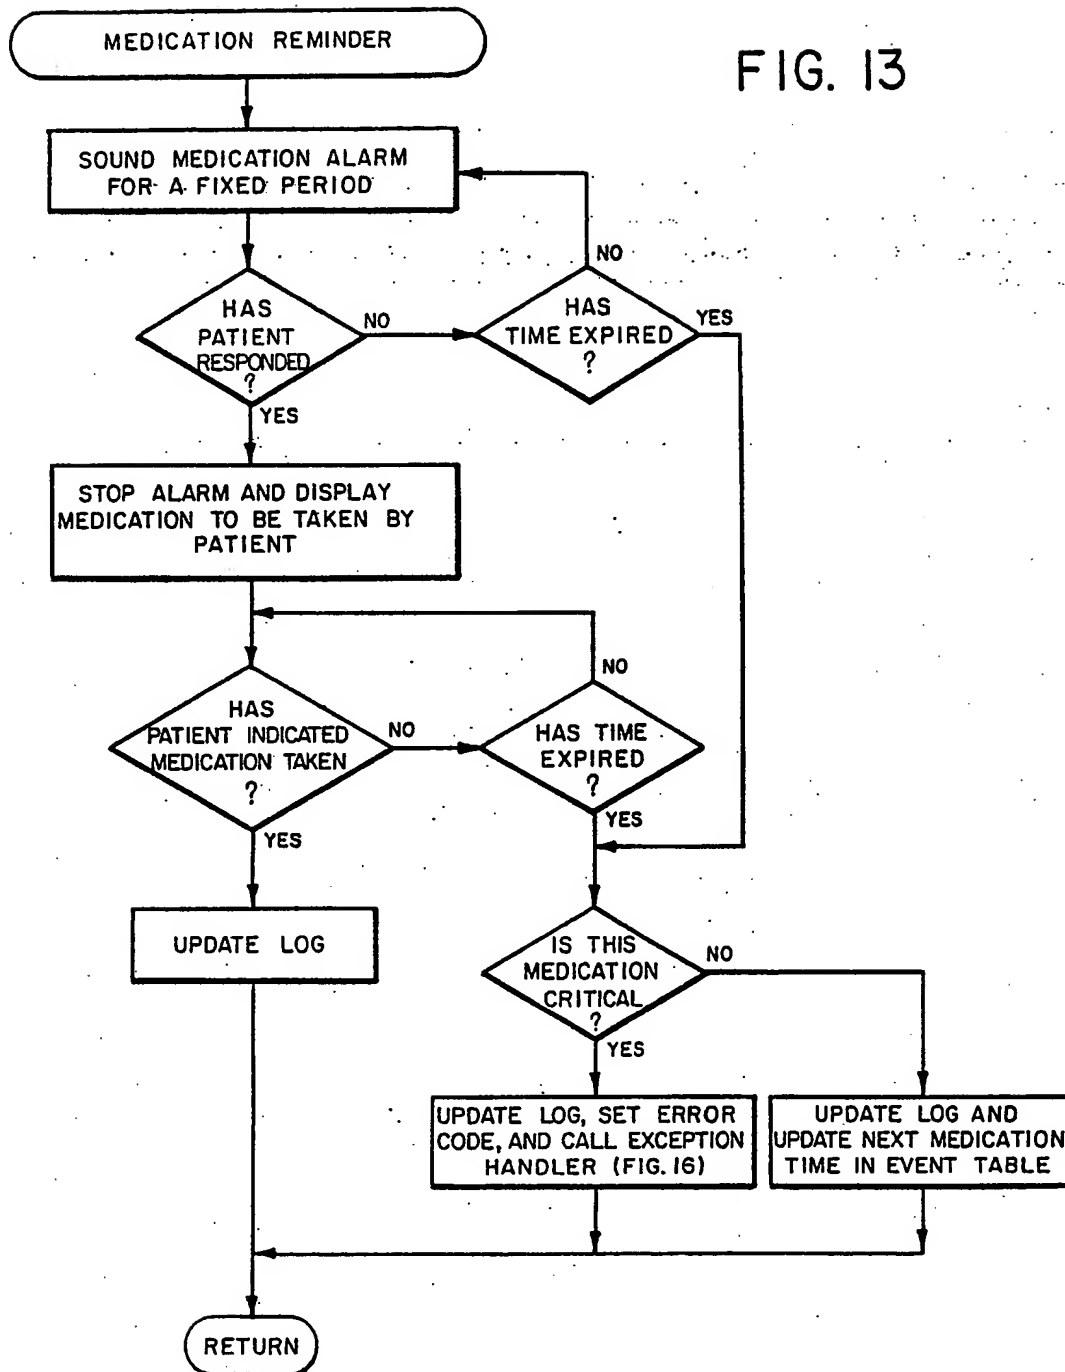 MEDICATION REMINDER
FIG. 13
SOUND MEDICATION ALARM
FOR A FIXED PERIOD
NO
HAS
PATIENT
RESPONDED
?
NO
HAS
TIME EXPIRED
?
YES
YES
STOP ALARM AND DISPLAY
MEDICATION TO BE TAKEN BY
PATIENT
NO
HAS
PATIENT INDICATED
MEDICATION TAKEN
?
NO
HAS TIME
EXPIRED
?
YES
YES
UPDATE LOG
IS THIS
MEDICATION
CRITICAL
?
NO
YES
UPDATE LOG, SET ERROR
CODE, AND CALL EXCEPTION
HANDLER (FIG. 16)
UPDATE LOG AND
UPDATE NEXT MEDICATION
TIME IN EVENT TABLE
RETURN